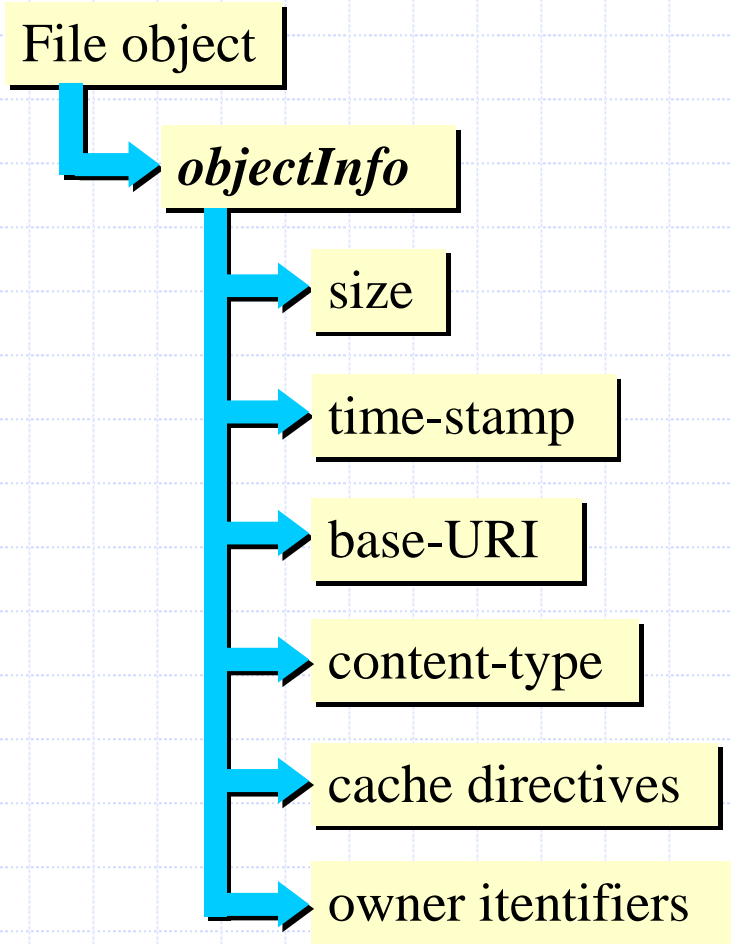 File object
objectInfo
size
time-stamp
base-URI
content-type
cache directives
owner itentifiers